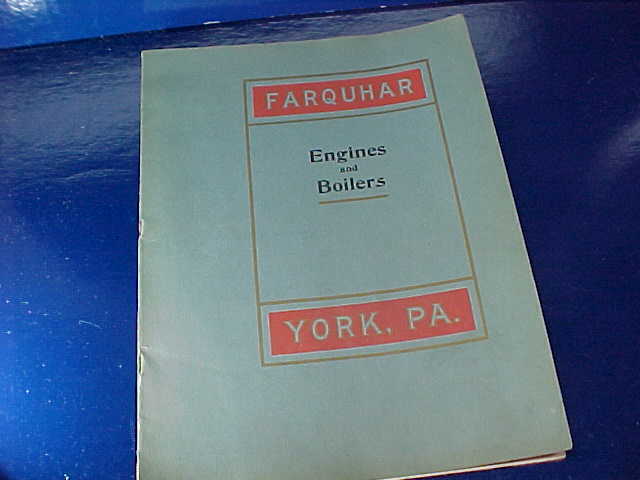 FARQUHAR
Engines
and
Boilers
YORK, PA.